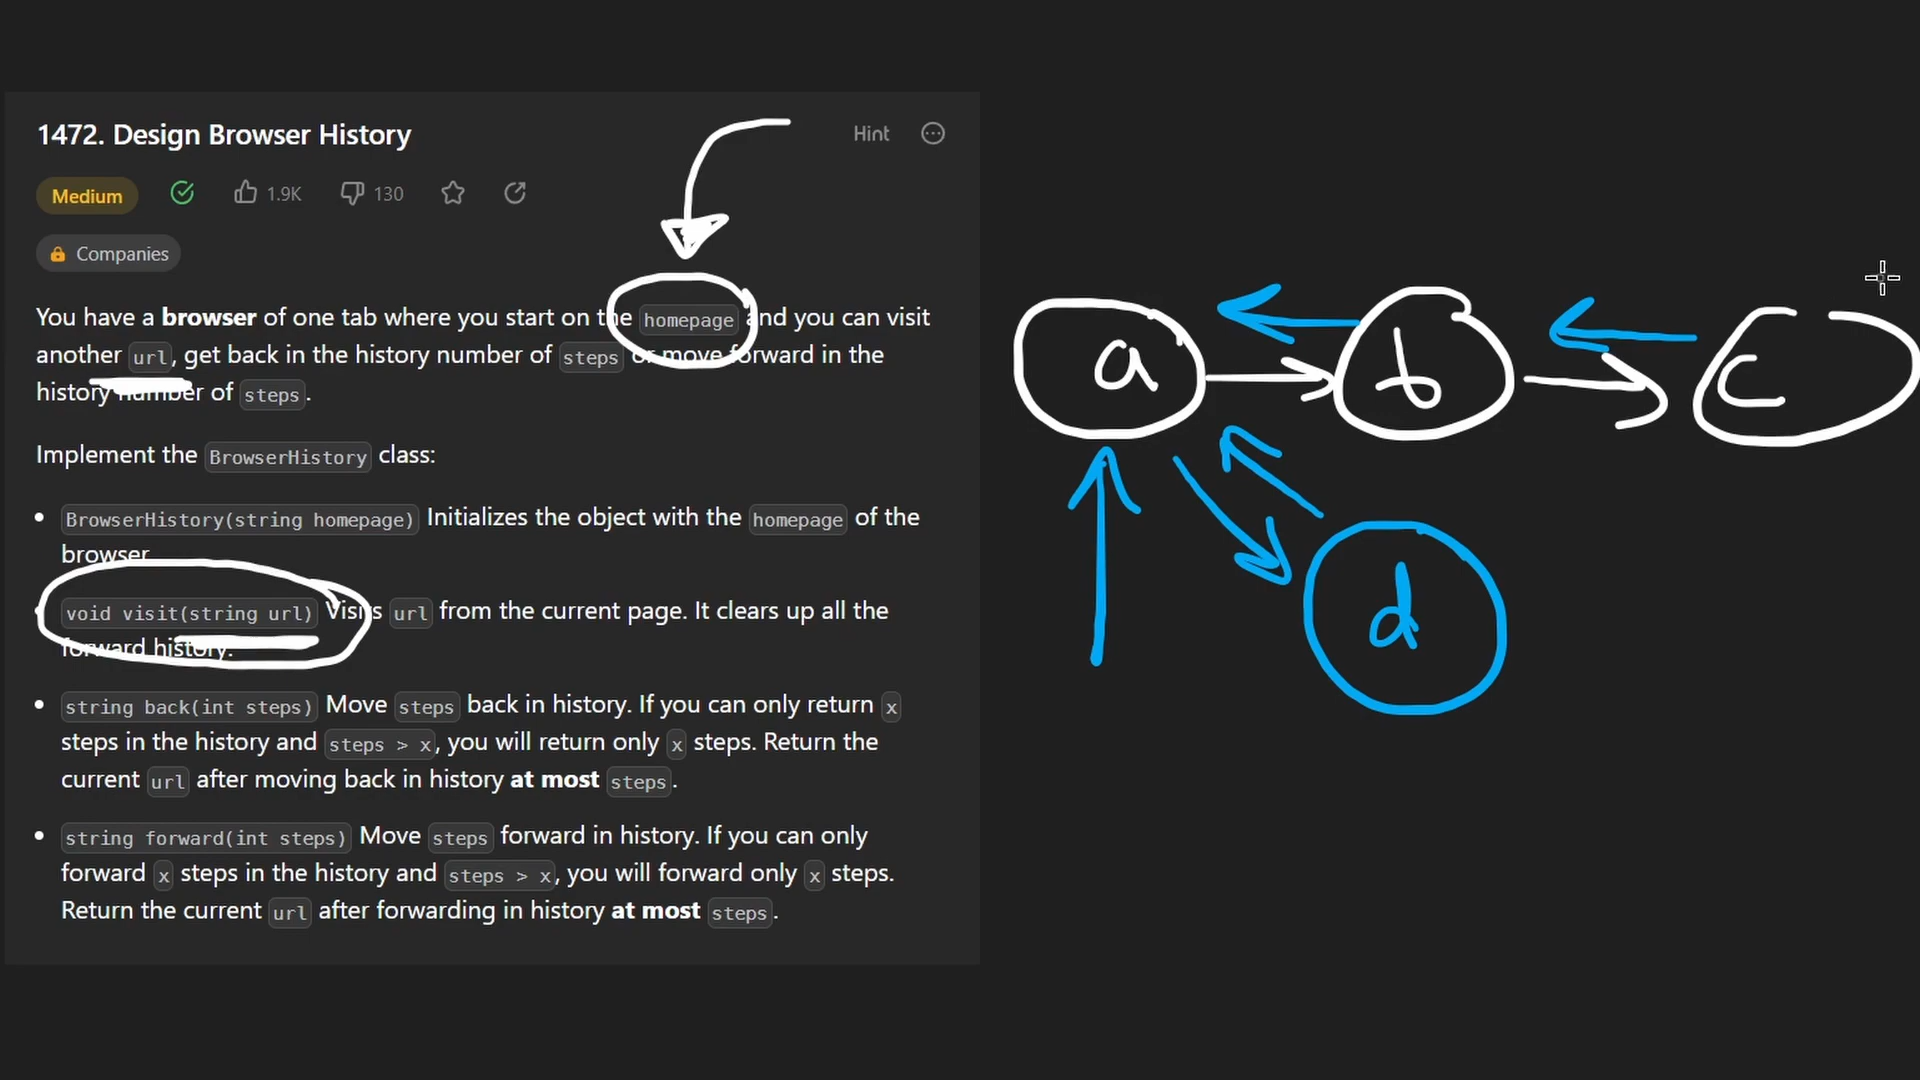 1472. Design Browser History
Hint
Medium
1.9K
130
Companies
You have a browser of one tab where you start on the homepage and you can visit
another url, get back in the history number of steps or move forward in the
history number of steps.
Implement the BrowserHistory class:
BrowserHistory(string homepage) Initializes the object with the homepage of the
browser.
void visit(string url) Visits url from the current page. It clears up all the
forward history.
string back(int steps) Move steps back in history. If you can only return x
steps in the history and steps > x, you will return only x steps. Return the
current url after moving back in history at most steps.
string forward(int steps) Move steps forward in history. If you can only
forward x steps in the history and steps > x, you will forward only x steps.
Return the current url after forwarding in history at most steps.
a
b
c
d